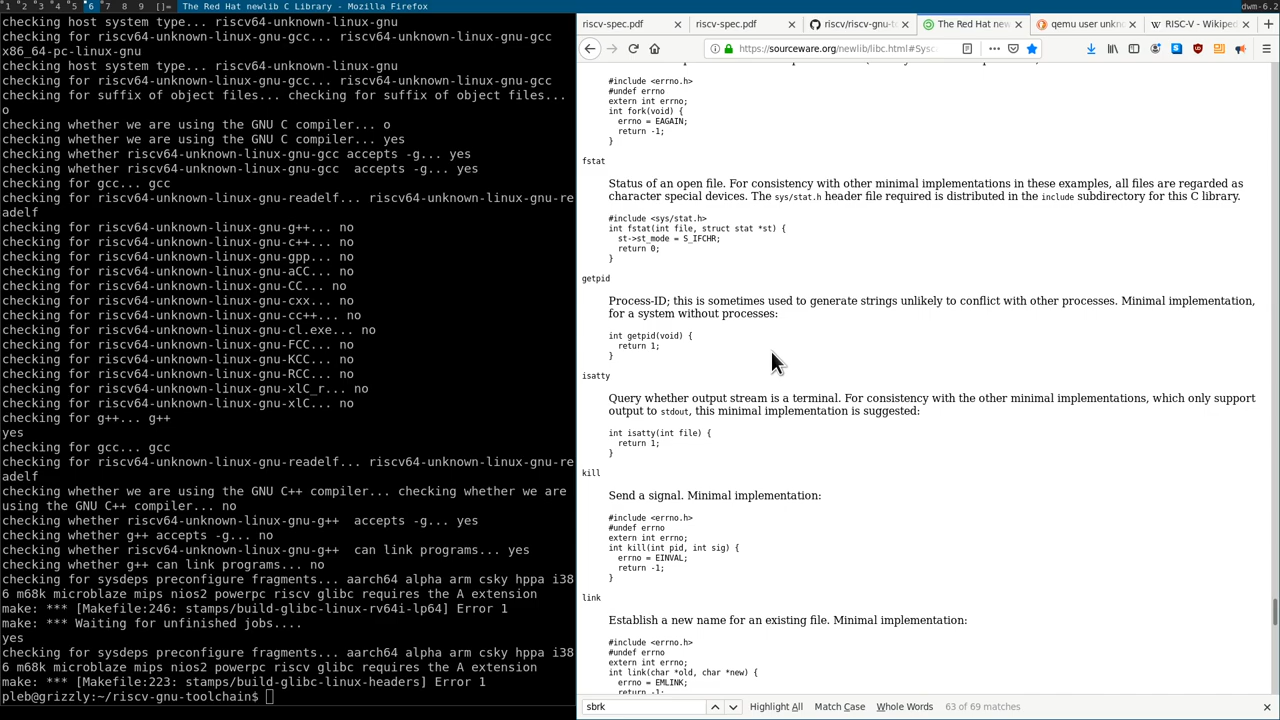 1 2 3 4 5 6 7 8 9 []= The Red Hat newlib C Library - Mozilla Firefox dwm-6.2
checking host system type... riscv64-unknown-linux-gnu
checking for riscv64-unknown-linux-gnu-gcc... riscv64-unknown-linux-gnu-gcc
x86_64-pc-linux-gnu
checking host system type... riscv64-unknown-linux-gnu
checking for riscv64-unknown-linux-gnu-gcc... riscv64-unknown-linux-gnu-gcc
checking for suffix of object files... checking for suffix of object files...
o
checking whether we are using the GNU C compiler... o
checking whether we are using the GNU C compiler... yes
checking whether riscv64-unknown-linux-gnu-gcc accepts -g... yes
checking whether riscv64-unknown-linux-gnu-gcc  accepts -g... yes
checking for gcc... gcc
checking for riscv64-unknown-linux-gnu-readelf... riscv64-unknown-linux-gnu-re
adelf
checking for riscv64-unknown-linux-gnu-g++... no
checking for riscv64-unknown-linux-gnu-c++... no
checking for riscv64-unknown-linux-gnu-gpp... no
checking for riscv64-unknown-linux-gnu-aCC... no
checking for riscv64-unknown-linux-gnu-CC... no
checking for riscv64-unknown-linux-gnu-cxx... no
checking for riscv64-unknown-linux-gnu-cc++... no
checking for riscv64-unknown-linux-gnu-cl.exe... no
checking for riscv64-unknown-linux-gnu-FCC... no
checking for riscv64-unknown-linux-gnu-KCC... no
checking for riscv64-unknown-linux-gnu-RCC... no
checking for riscv64-unknown-linux-gnu-xlC_r... no
checking for riscv64-unknown-linux-gnu-xlC... no
checking for g++... g++
yes
checking for gcc... gcc
checking for riscv64-unknown-linux-gnu-readelf... riscv64-unknown-linux-gnu-re
adelf
checking whether we are using the GNU C++ compiler... checking whether we are
using the GNU C++ compiler... no
checking whether riscv64-unknown-linux-gnu-g++  accepts -g... yes
checking whether g++ accepts -g... no
checking whether riscv64-unknown-linux-gnu-g++  can link programs... yes
checking whether g++ can link programs... no
checking for sysdeps preconfigure fragments... aarch64 alpha arm csky hppa i38
6 m68k microblaze mips nios2 powerpc riscv glibc requires the A extension
make: *** [Makefile:246: stamps/build-glibc-linux-rv64i-lp64] Error 1
make: *** Waiting for unfinished jobs....
yes
checking for sysdeps preconfigure fragments... aarch64 alpha arm csky hppa i38
6 m68k microblaze mips nios2 powerpc riscv glibc requires the A extension
make: *** [Makefile:223: stamps/build-glibc-linux-headers] Error 1
pleb@grizzly:~/riscv-gnu-toolchain$
riscv-spec.pdf riscv-spec.pdf riscv/riscv-gnu-to The Red Hat new qemu user unkno RISC-V - Wikiped
https://sourceware.org/newlib/libc.html#Sysc
#include <errno.h>
#undef errno
extern int errno;
int fork(void) {
  errno = EAGAIN;
  return -1;
}
fstat
Status of an open file. For consistency with other minimal implementations in these examples, all files are regarded as
character special devices. The sys/stat.h header file required is distributed in the include subdirectory for this C library.
#include <sys/stat.h>
int fstat(int file, struct stat *st) {
  st->st_mode = S_IFCHR;
  return 0;
}
getpid
Process-ID; this is sometimes used to generate strings unlikely to conflict with other processes. Minimal implementation,
for a system without processes:
int getpid(void) {
  return 1;
}
isatty
Query whether output stream is a terminal. For consistency with the other minimal implementations, which only support
output to stdout, this minimal implementation is suggested:
int isatty(int file) {
  return 1;
}
kill
Send a signal. Minimal implementation:
#include <errno.h>
#undef errno
extern int errno;
int kill(int pid, int sig) {
  errno = EINVAL;
  return -1;
}
link
Establish a new name for an existing file. Minimal implementation:
#include <errno.h>
#undef errno
extern int errno;
int link(char *old, char *new) {
  errno = EMLINK;
  return -1;
sbrk Highlight All Match Case Whole Words 63 of 69 matches